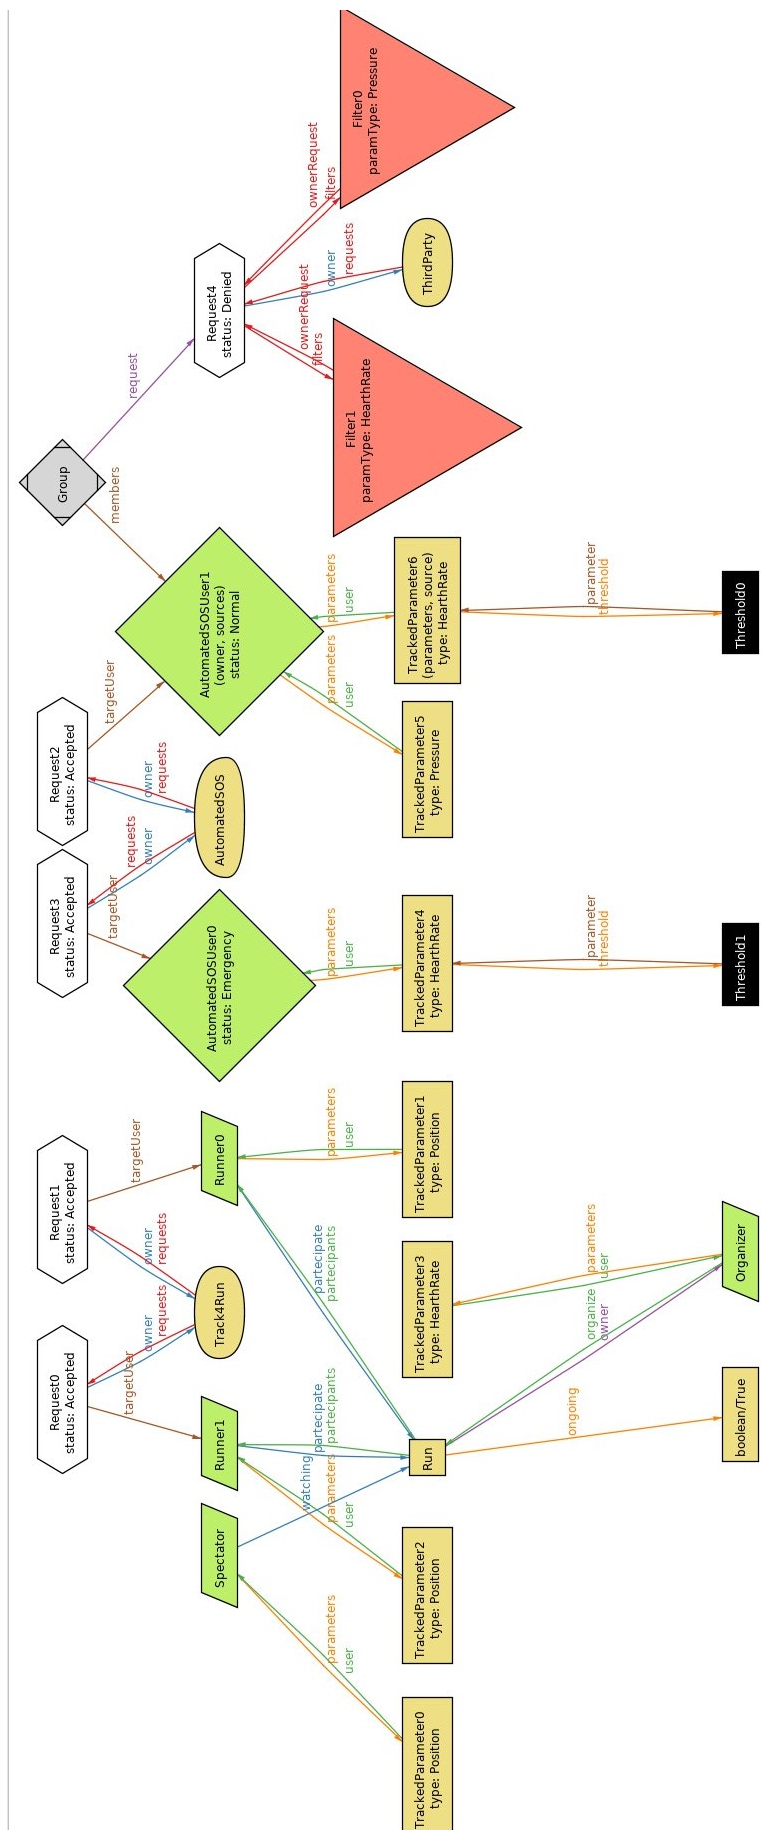 Group
request
members
Request4
status: Denied
ownerRequest
filters
Filter0
paramType: Pressure
owner
requests
ThirdParty
ownerRequest
filters
Filter1
paramType: HearthRate
Request2
status: Accepted
targetUser
owner
requests
AutomatedSOSUser1
(owner, sources)
status: Normal
parameters
user
TrackedParameter6
(parameters, source)
type: HearthRate
parameter
threshold
Threshold0
parameters
user
TrackedParameter5
type: Pressure
AutomatedSOS
Request3
status: Accepted
requests
owner
targetUser
AutomatedSOSUser0
status: Emergency
parameters
user
TrackedParameter4
type: HearthRate
parameter
threshold
Threshold1
Request1
status: Accepted
targetUser
owner
requests
Runner0
parameters
user
TrackedParameter1
type: Position
partecipate
partecipants
Track4Run
TrackedParameter3
type: HearthRate
parameters
user
Organizer
organize
owner
Request0
status: Accepted
owner
requests
targetUser
Runner1
partecipate
partecipants
Run
ongoing
boolean/True
watching
parameters
user
Spectator
TrackedParameter2
type: Position
parameters
user
TrackedParameter0
type: Position